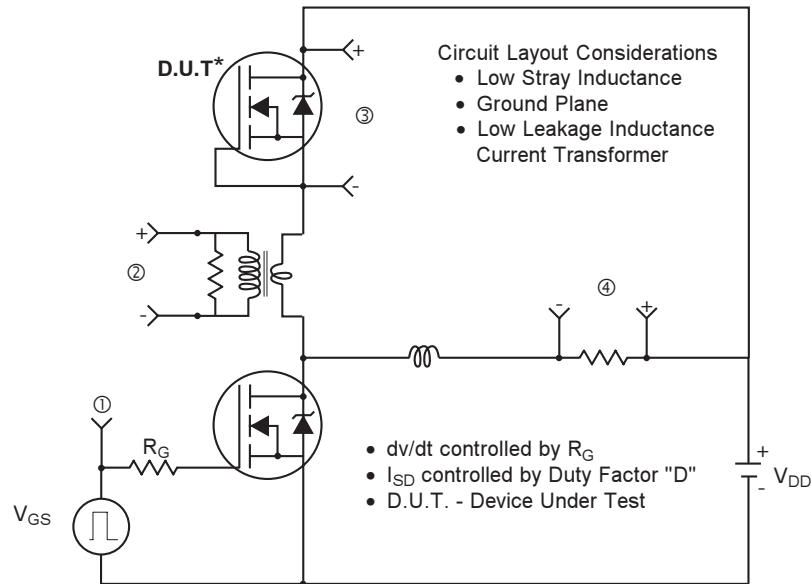 D.U.T*
+
-
③
Circuit Layout Considerations
• Low Stray Inductance
• Ground Plane
• Low Leakage Inductance
Current Transformer
+
②
-
④
-
+
①
RG
VGS
• dv/dt controlled by RG
• ISD controlled by Duty Factor "D"
• D.U.T. - Device Under Test
+
VDD
-